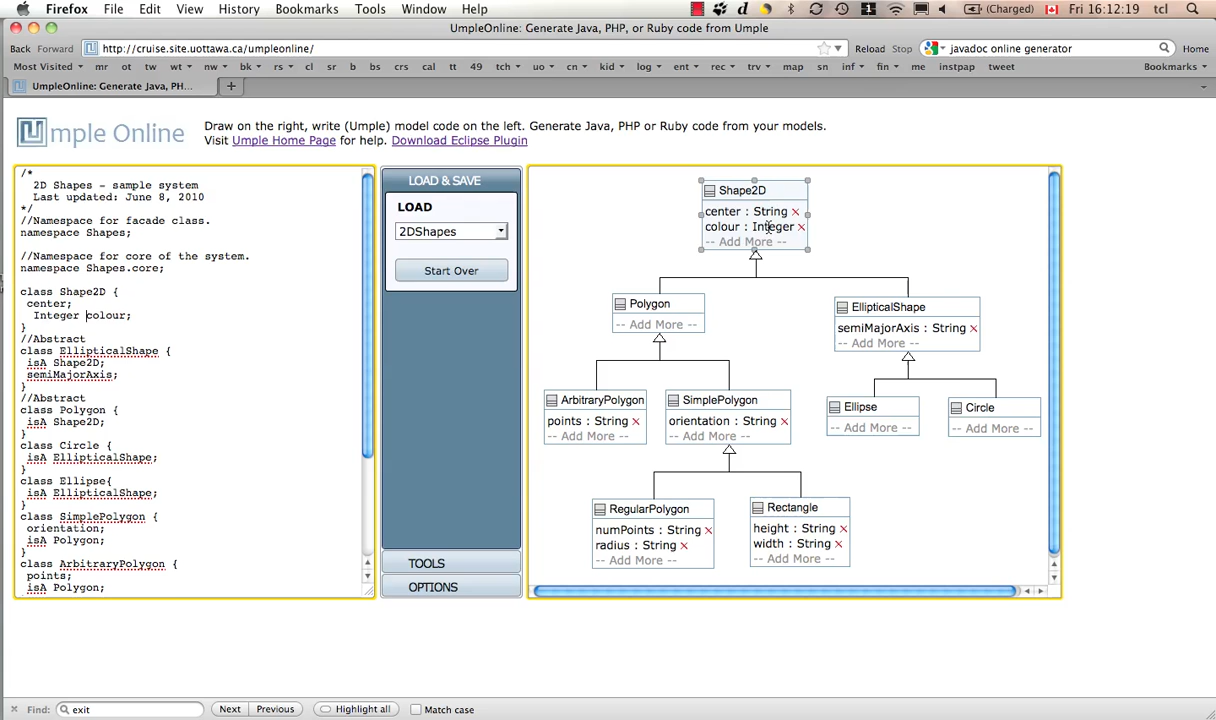 Firefox File Edit View History Bookmarks Tools Window Help (Charged) Fri 16:12:19 tcl
UmpleOnline: Generate Java, PHP, or Ruby code from Umple
Back Forward http://cruise.site.uottawa.ca/umpleonline/ Reload Stop javadoc online generator Home
Most Visited mr ot tw wt nw bk rs cl sr b bs crs cal tt 49 tch uo cn kid log ent rec trv map sn inf fin me instpap tweet Bookmarks
UmpleOnline: Generate Java, PH...
Umple Online
Draw on the right, write (Umple) model code on the left. Generate Java, PHP or Ruby code from your models.
Visit Umple Home Page for help. Download Eclipse Plugin
/*
2D Shapes - sample system
Last updated: June 8, 2010
*/
//Namespace for facade class.
namespace Shapes;
//Namespace for core of the system.
namespace Shapes.core;
class Shape2D {
center;
Integer colour;
}
//Abstract
class EllipticalShape {
isA Shape2D;
semiMajorAxis;
}
//Abstract
class Polygon {
isA Shape2D;
}
class Circle {
isA EllipticalShape;
}
class Ellipse{
isA EllipticalShape;
}
class SimplePolygon {
orientation;
isA Polygon;
}
class ArbitraryPolygon {
points;
isA Polygon;
LOAD & SAVE
LOAD
2DShapes
Start Over
TOOLS
OPTIONS
Shape2D
center : String
colour : Integer
-- Add More --
Polygon
-- Add More --
EllipticalShape
semiMajorAxis : String
-- Add More --
ArbitraryPolygon
points : String
-- Add More --
SimplePolygon
orientation : String
-- Add More --
Ellipse
-- Add More --
Circle
-- Add More --
RegularPolygon
numPoints : String
radius : String
-- Add More --
Rectangle
height : String
width : String
-- Add More --
Find: exit Next Previous Highlight all Match case